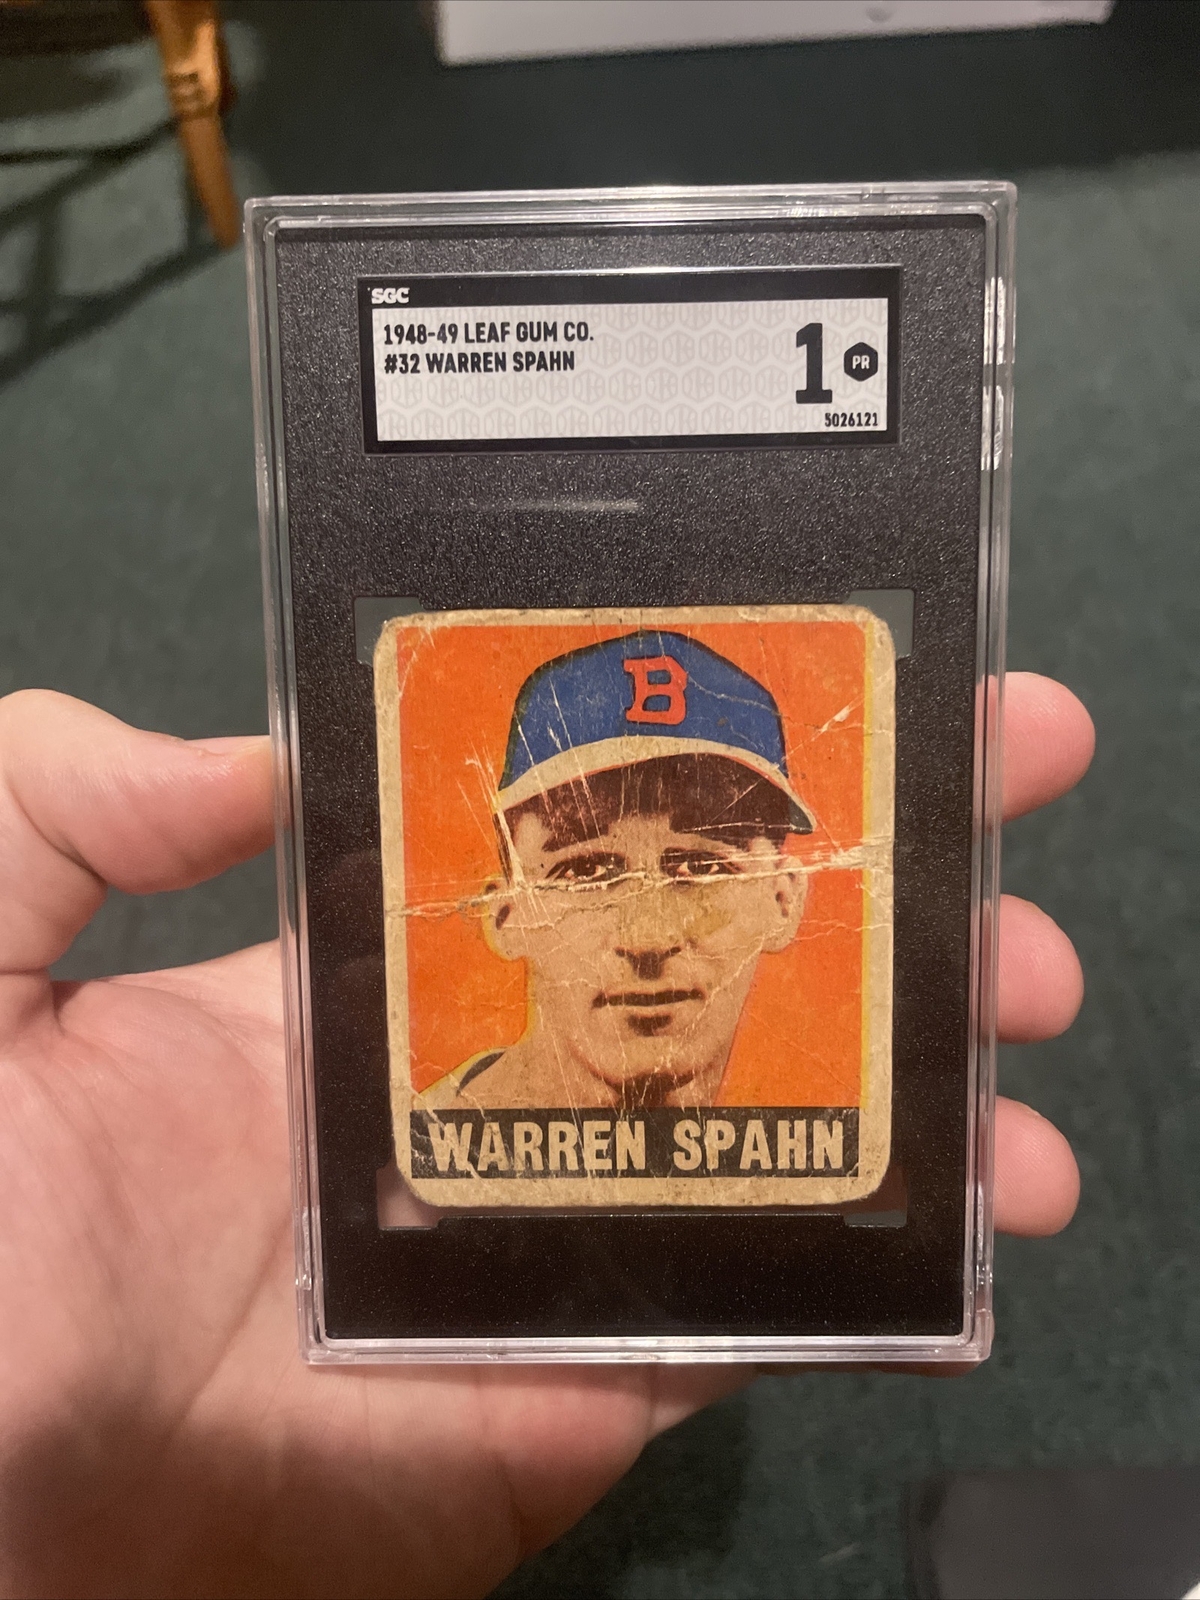 SGC
1948-49 LEAF GUM CO.
#32 WARREN SPAHN
1 PR
5026121
B
WARREN SPAHN